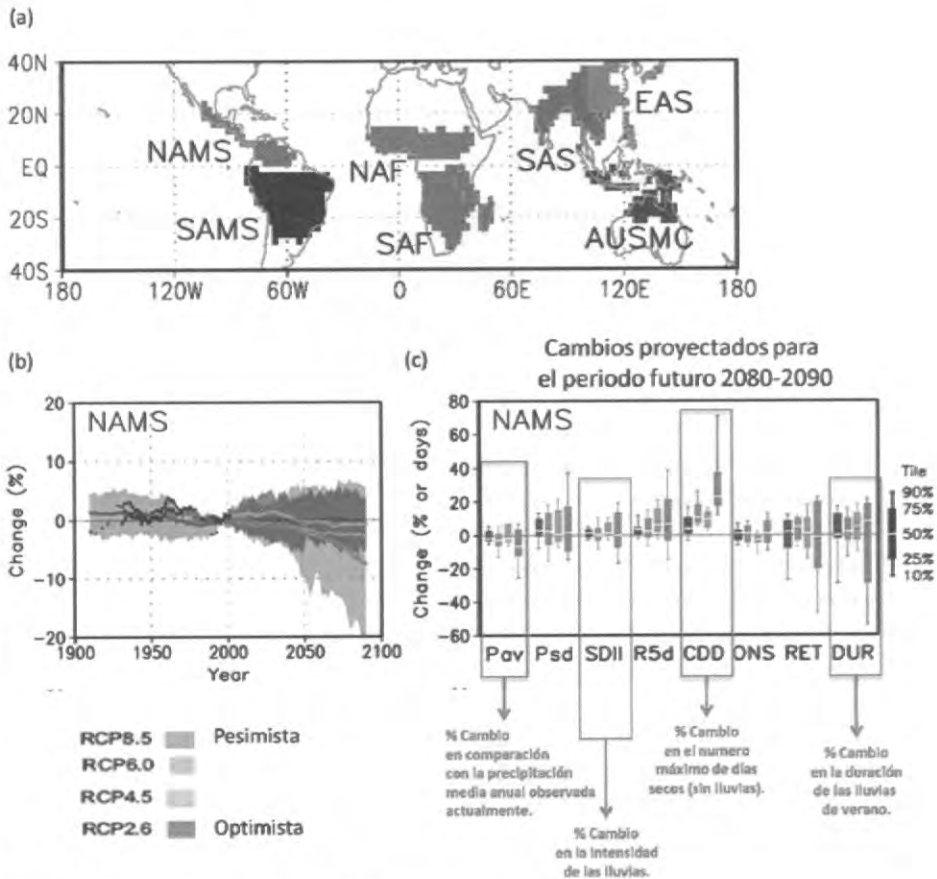 (a)
40N
20N
EQ
20S
40S
180
120W
60W
0
60E
120E
180
NAMS
SAMS
NAF
SAF
SAS
EAS
AUSMC
(b)
20
10
0
-10
-20
Change (%)
NAMS
1900
1950
2000
2050
2100
Year
RCP8.5 Pesimista
RCP6.0
RCP4.5
RCP2.6 Optimista
(c)
Cambios proyectados para
el periodo futuro 2080-2090
80
60
40
20
0
-20
-40
-60
Change (% or days)
NAMS
Pav Psd SDII R5d CDD ONS RET DUR
Tile
90%
75%
50%
25%
10%
% Cambio
en comparación
con la precipitación
media anual observada
actualmente.
% Cambio
en la intensidad
de las lluvias.
% Cambio
en el numero
máximo de días
secos (sin lluvias).
% Cambio
en la duración
de las lluvias
de verano.